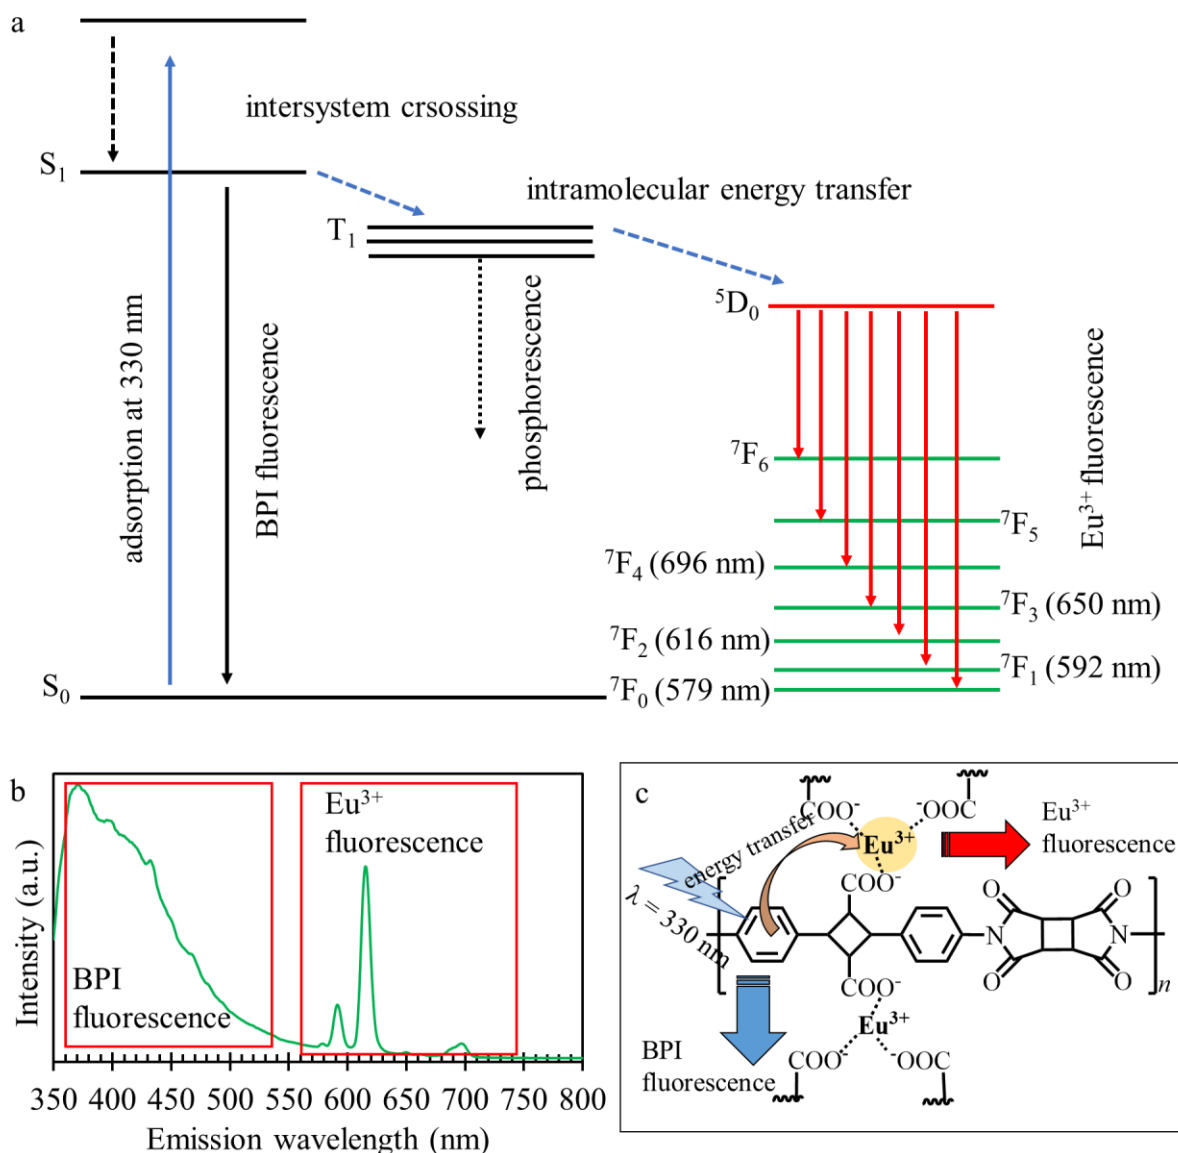 a
intersystem crsossing
S₁
intramolecular energy transfer
T₁
⁵D₀
adsorption at 330 nm
BPI fluorescence
phosphorescence
Eu³⁺ fluorescence
⁷F₆
⁷F₅
⁷F₄ (696 nm)
⁷F₃ (650 nm)
⁷F₂ (616 nm)
⁷F₁ (592 nm)
S₀
⁷F₀ (579 nm)
b
Eu³⁺
fluorescence
BPI
fluorescence
Intensity (a.u.)
350 400 450 500 550 600 650 700 750 800
Emission wavelength (nm)
c
COO⁻
⁻OOC
Eu³⁺
Eu³⁺
fluorescence
energy transfer
λ = 330 nm
COO⁻
O
O
N
N
O
O
n
COO⁻
Eu³⁺
BPI
fluorescence
COO⁻
⁻OOC